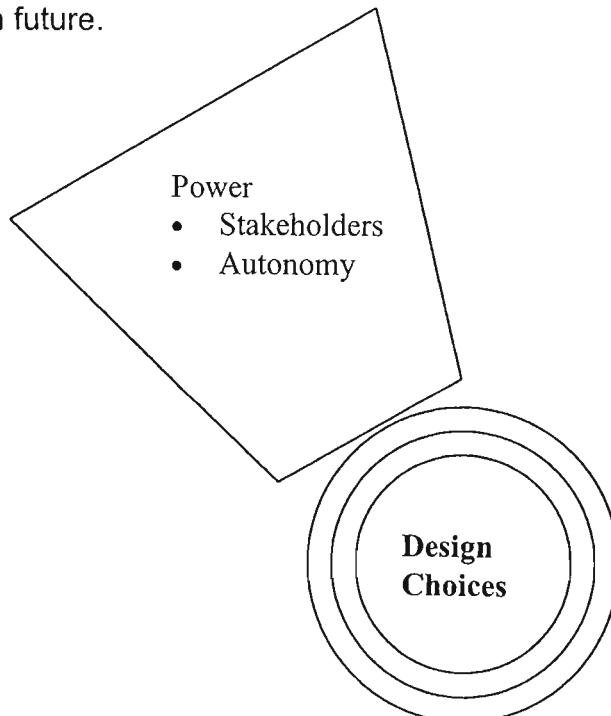 future.
Power
• Stakeholders
• Autonomy
Design
Choices